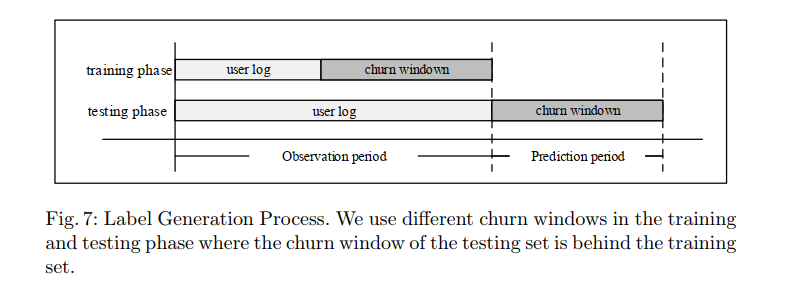 training phase user log churn windown
testing phase user log churn windown
Observation period Prediction period
Fig. 7: Label Generation Process. We use different churn windows in the training
and testing phase where the churn window of the testing set is behind the training
set.